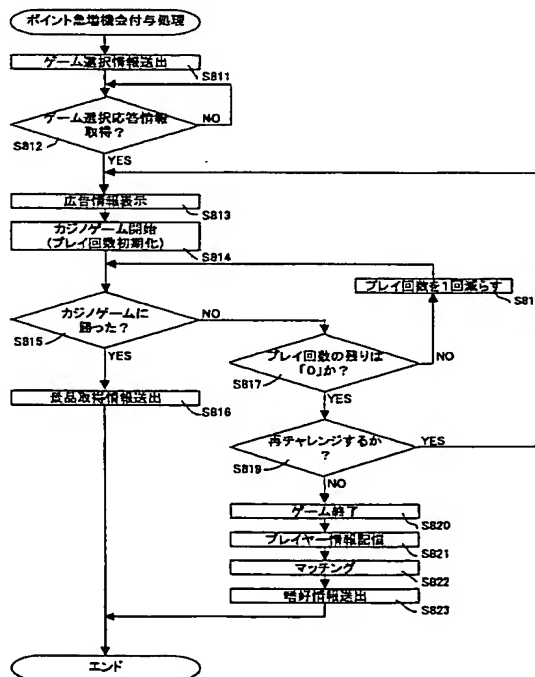 ポイント急増機会付与処理
ゲーム選択情報送出
S811
ゲーム選択応答情報
取得?
NO
S812
YES
広告情報表示
S813
カジノゲーム開始
(プレイ回数初期化)
S814
プレイ回数を1回減らす
カジノゲームに
勝った?
NO
S815
YES
プレイ回数の残りは
「0」か?
NO
S817
YES
景品取得情報送出
S816
再チャレンジするか
?
YES
S819
NO
ゲーム終了
S820
プレイヤー情報記憶
S821
マッチング
S822
嗜好情報送出
S823
エンド